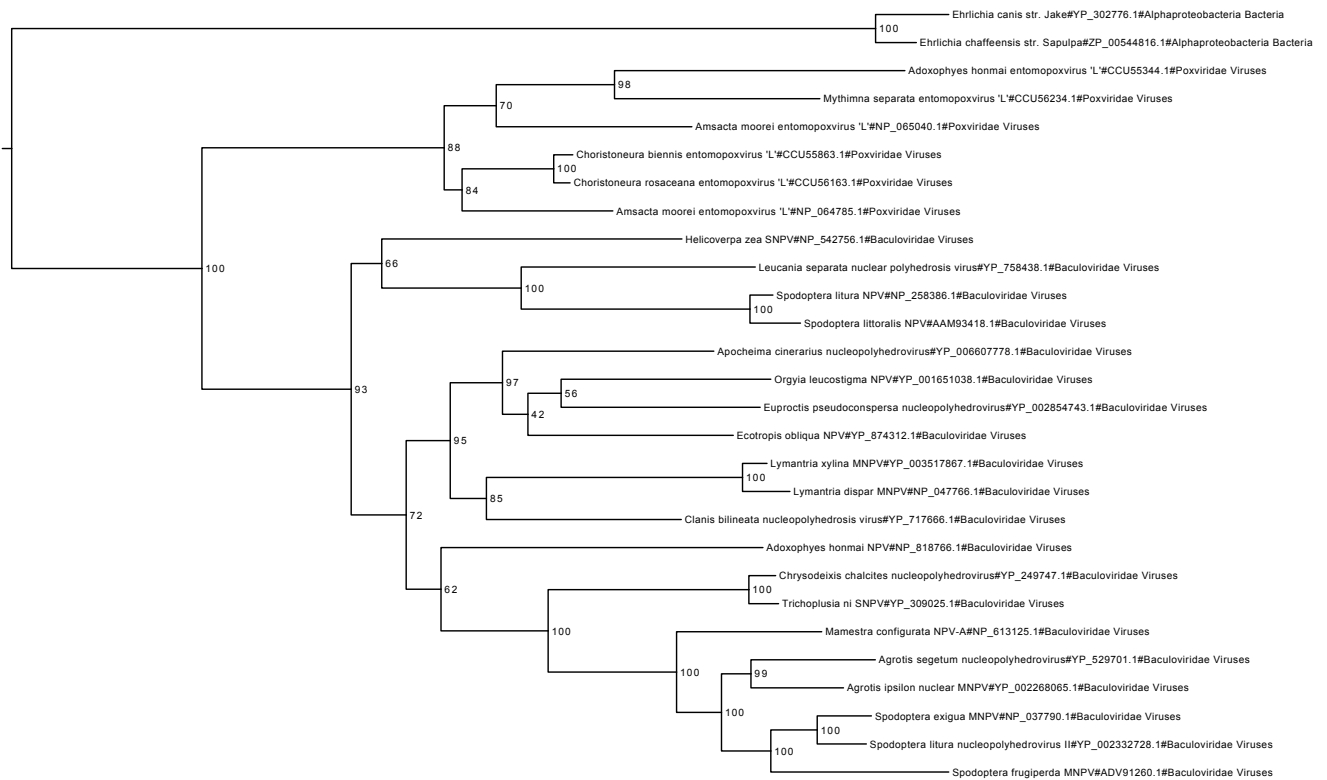 Ehrlichia canis str. Jake#YP_302776.1#Alphaproteobacteria Bacteria
100
Ehrlichia chaffeensis str. Sapulpa#ZP_00544816.1#Alphaproteobacteria Bacteria
Adoxophyes honmai entomopoxvirus 'L'#CCU55344.1#Poxviridae Viruses
98
Mythimna separata entomopoxvirus 'L'#CCU56234.1#Poxviridae Viruses
70
Amsacta moorei entomopoxvirus 'L'#NP_065040.1#Poxviridae Viruses
88
Choristoneura biennis entomopoxvirus 'L'#CCU55863.1#Poxviridae Viruses
100
Choristoneura rosaceana entomopoxvirus 'L'#CCU56163.1#Poxviridae Viruses
84
Amsacta moorei entomopoxvirus 'L'#NP_064785.1#Poxviridae Viruses
Helicoverpa zea SNPV#NP_542756.1#Baculoviridae Viruses
66
100
Leucania separata nuclear polyhedrosis virus#YP_758438.1#Baculoviridae Viruses
100
Spodoptera litura NPV#NP_258386.1#Baculoviridae Viruses
100
Spodoptera littoralis NPV#AAM93418.1#Baculoviridae Viruses
Apocheima cinerarius nucleopolyhedrovirus#YP_006607778.1#Baculoviridae Viruses
97
Orgyia leucostigma NPV#YP_001651038.1#Baculoviridae Viruses
93
56
Euproctis pseudoconspersa nucleopolyhedrovirus#YP_002854743.1#Baculoviridae Viruses
42
Ecotropis obliqua NPV#YP_874312.1#Baculoviridae Viruses
95
Lymantria xylina MNPV#YP_003517867.1#Baculoviridae Viruses
100
Lymantria dispar MNPV#NP_047766.1#Baculoviridae Viruses
85
72
Clanis bilineata nucleopolyhedrosis virus#YP_717666.1#Baculoviridae Viruses
Adoxophyes honmai NPV#NP_818766.1#Baculoviridae Viruses
62
Chrysodeixis chalcites nucleopolyhedrovirus#YP_249747.1#Baculoviridae Viruses
100
Trichoplusia ni SNPV#YP_309025.1#Baculoviridae Viruses
100
Mamestra configurata NPV-A#NP_613125.1#Baculoviridae Viruses
100
Agrotis segetum nucleopolyhedrovirus#YP_529701.1#Baculoviridae Viruses
99
Agrotis ipsilon nuclear MNPV#YP_002268065.1#Baculoviridae Viruses
100
Spodoptera exigua MNPV#NP_037790.1#Baculoviridae Viruses
100
Spodoptera litura nucleopolyhedrovirus II#YP_002332728.1#Baculoviridae Viruses
100
Spodoptera frugiperda MNPV#ADV91260.1#Baculoviridae Viruses